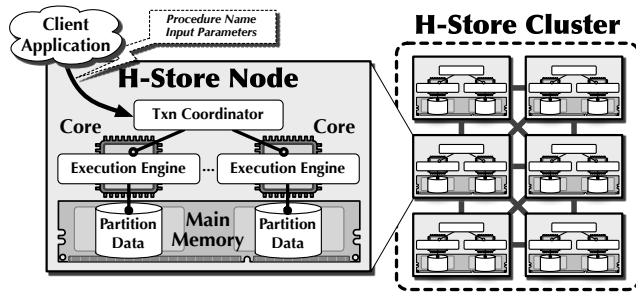 Client
Application
Procedure Name
Input Parameters
H-Store Cluster
H-Store Node
Txn Coordinator
Core
Core
Execution Engine
...
Execution Engine
Partition
Data
Main
Memory
Partition
Data